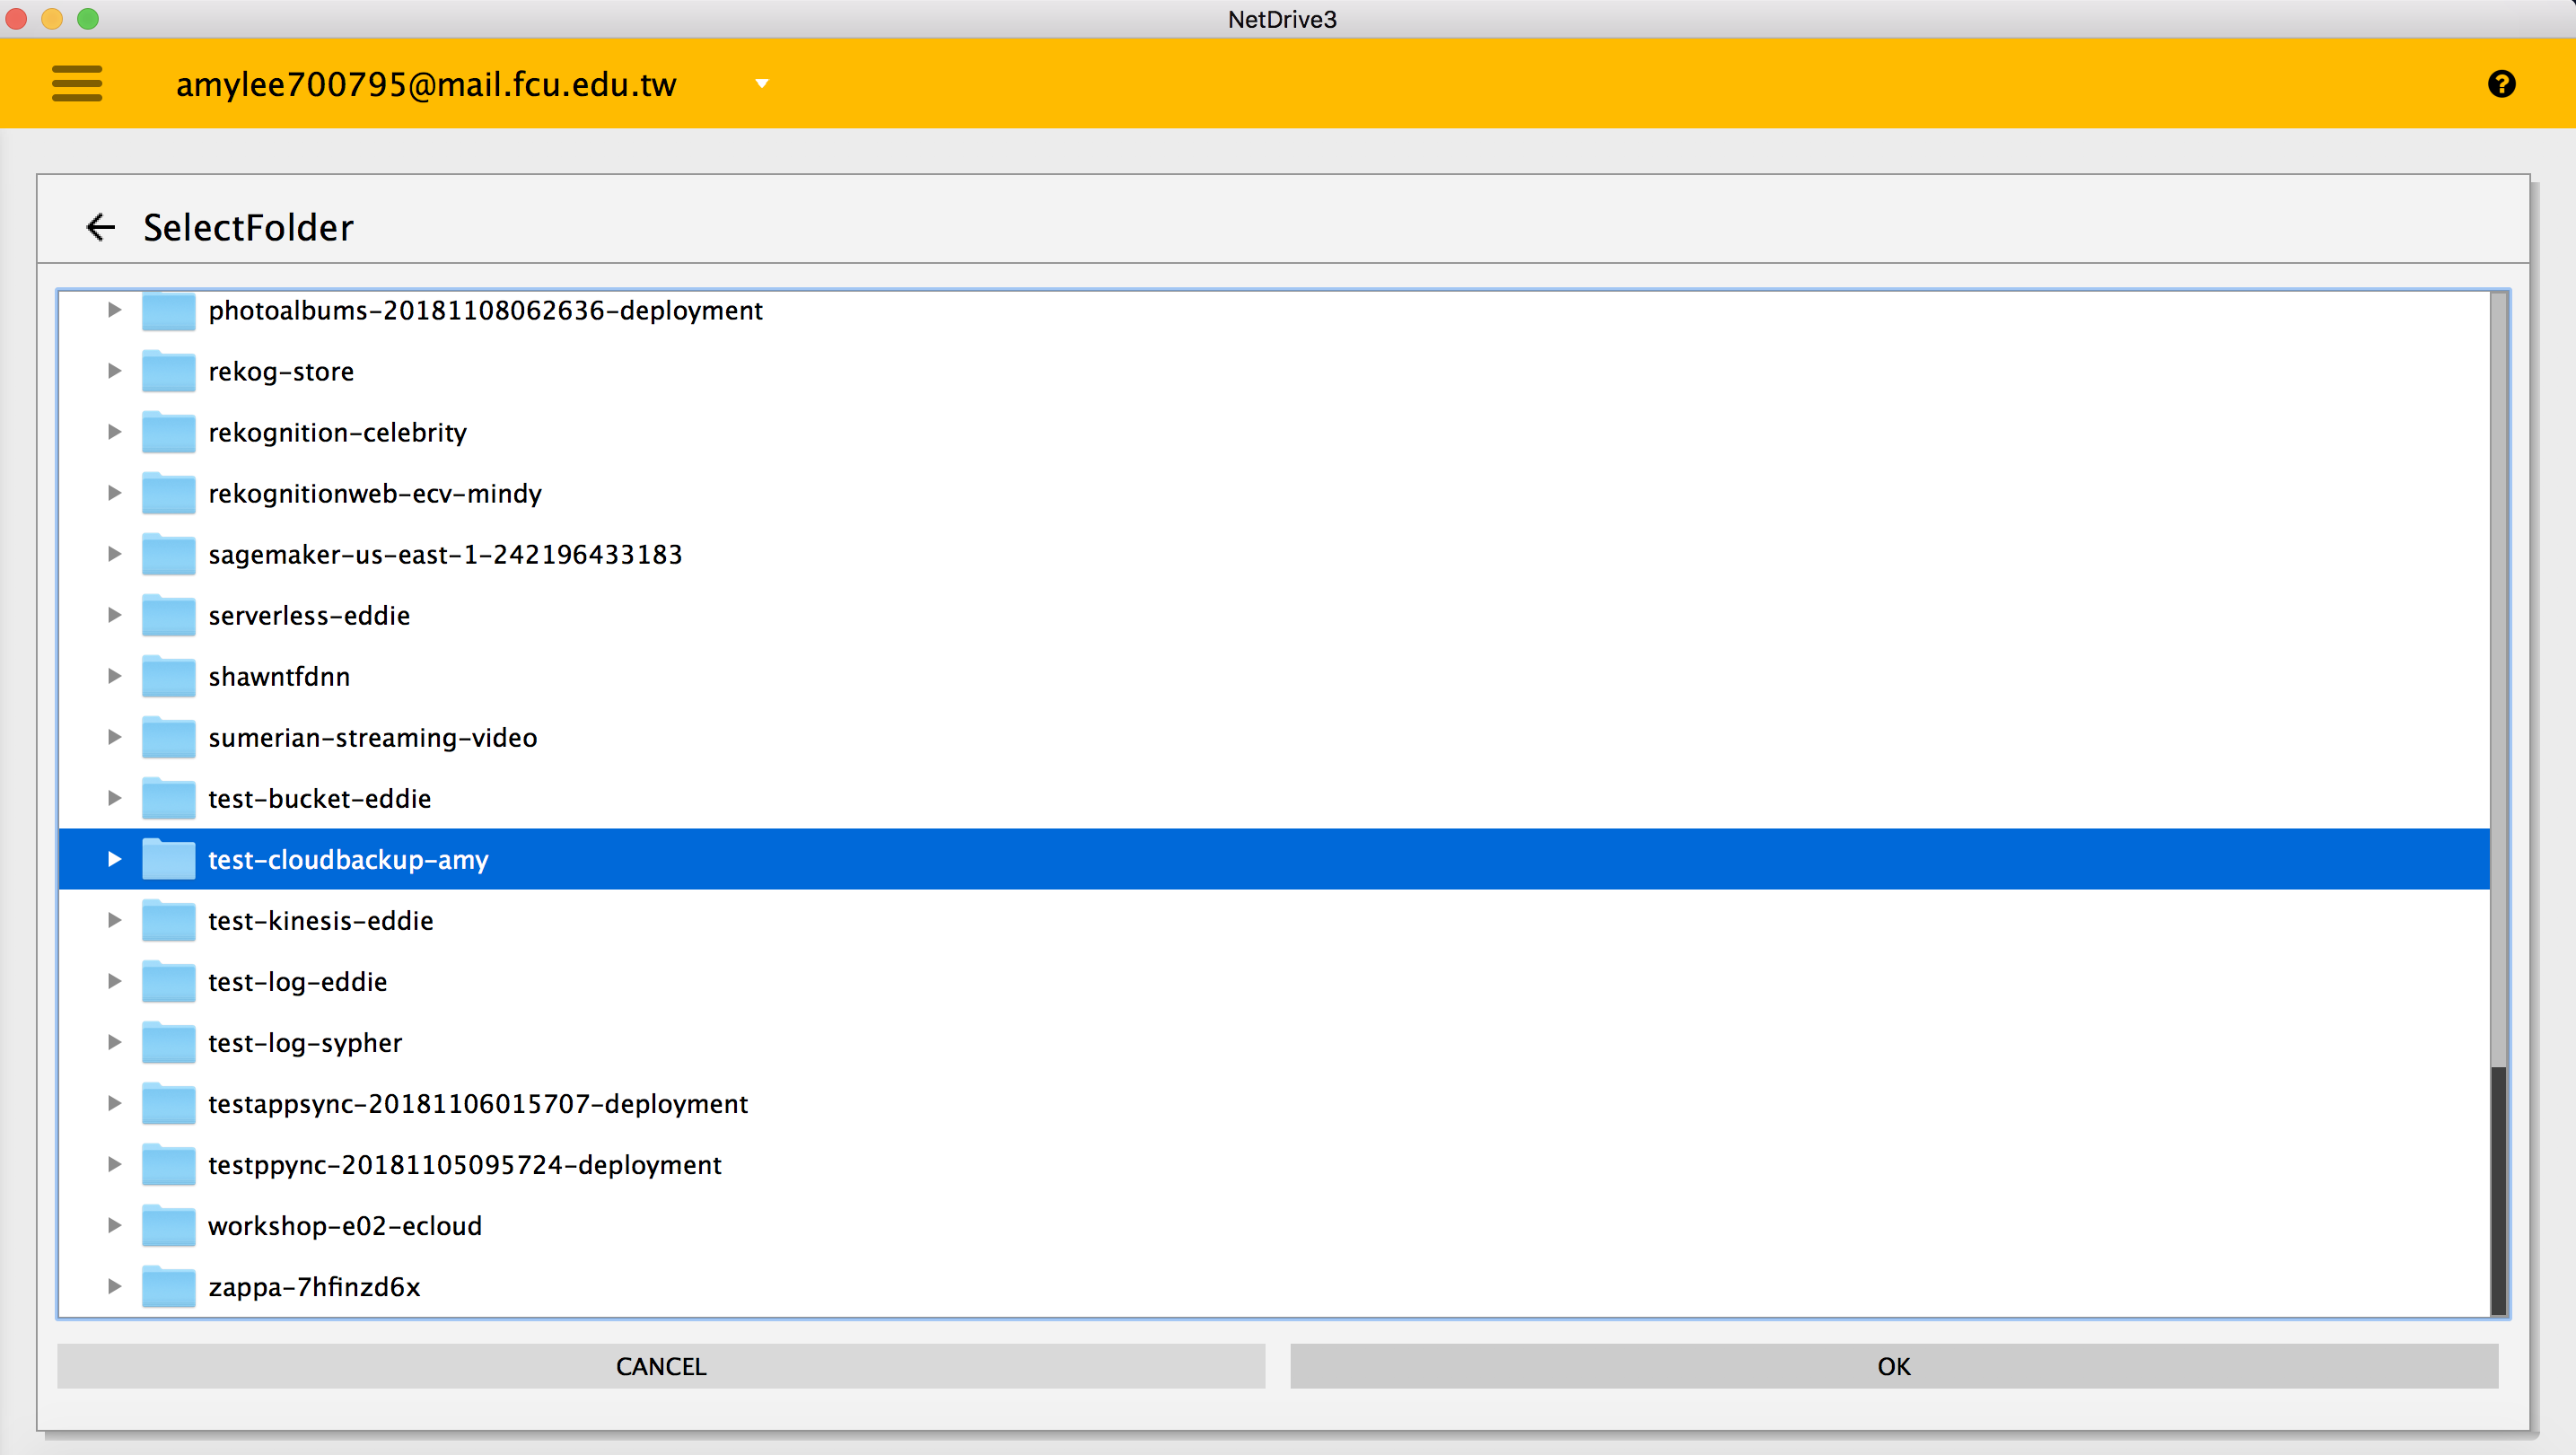 NetDrive3
amylee700795@mail.fcu.edu.tw
SelectFolder
photoalbums-20181108062636-deployment
rekog-store
rekognition-celebrity
rekognitionweb-ecv-mindy
sagemaker-us-east-1-242196433183
serverless-eddie
shawntfdnn
sumerian-streaming-video
test-bucket-eddie
test-cloudbackup-amy
test-kinesis-eddie
test-log-eddie
test-log-sypher
testappsync-20181106015707-deployment
testppync-20181105095724-deployment
workshop-e02-ecloud
zappa-7hfinzd6x
CANCEL OK